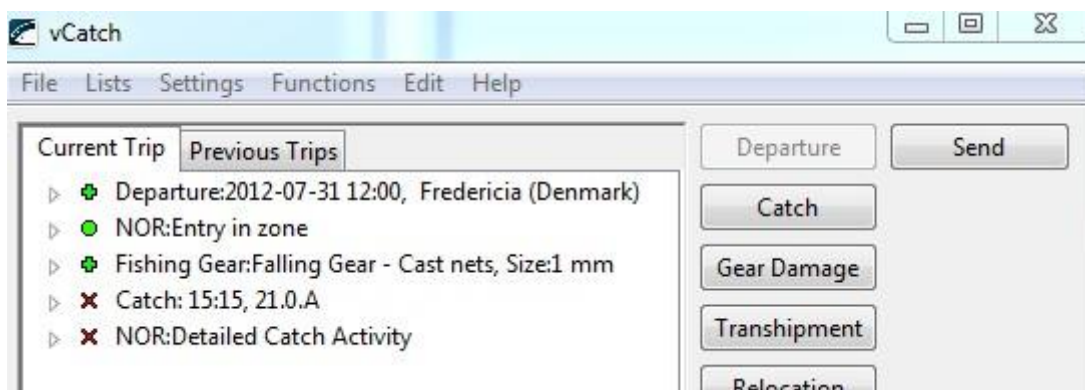 vCatch
File Lists Settings Functions Edit Help
Current Trip Previous Trips
Departure:2012-07-31 12:00, Fredericia (Denmark)
NOR:Entry in zone
Fishing Gear:Falling Gear - Cast nets, Size:1 mm
Catch: 15:15, 21.0.A
NOR:Detailed Catch Activity
Departure
Send
Catch
Gear Damage
Transhipment
Relocation